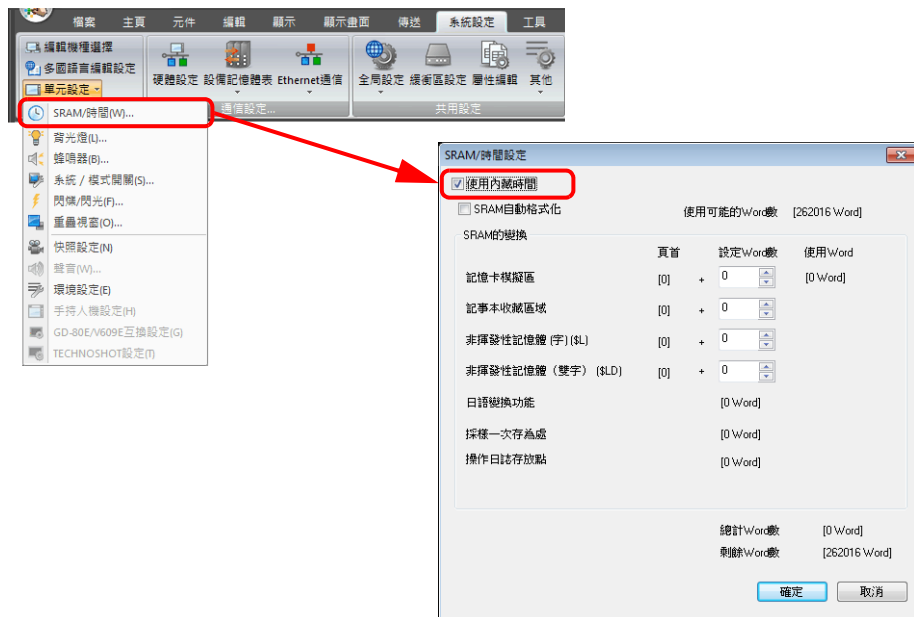 檔案 主頁 元件 編輯 顯示 顯示畫面 傳送 系統設定 工具
編輯機種選擇
多國語言編輯設定
單元設定
硬體設定 設備記憶體表 Ethernet通信 全局設定 緩衝區設定 屬性編輯 其他
通信設定... 共用設定
SRAM/時間(W)...
背光燈(L)...
蜂鳴器(B)...
系統 / 模式開關(S)...
閃爍/閃光(F)...
重疊視窗(O)...
快照設定(N)
聲音(W)...
環境設定(E)
手持人機設定(H)
GD-80E/V609E互換設定(G)
TECHNOSHOT設定(T)
SRAM/時間設定
使用內藏時間
SRAM自動格式化 使用可能的Word數 [262016 Word]
SRAM的變換
頁首 設定Word數 使用Word
記憶卡模擬區 [0] + 0 [0 Word]
記事本收藏區域 [0] + 0
非揮發性記憶體 (字) ($L) [0] + 0
非揮發性記憶體（雙字） ($LD) [0] + 0
日語變換功能 [0 Word]
採樣一次存為處 [0 Word]
操作日誌存放點 [0 Word]
總計Word數 [0 Word]
剩餘Word數 [262016 Word]
確定 取消